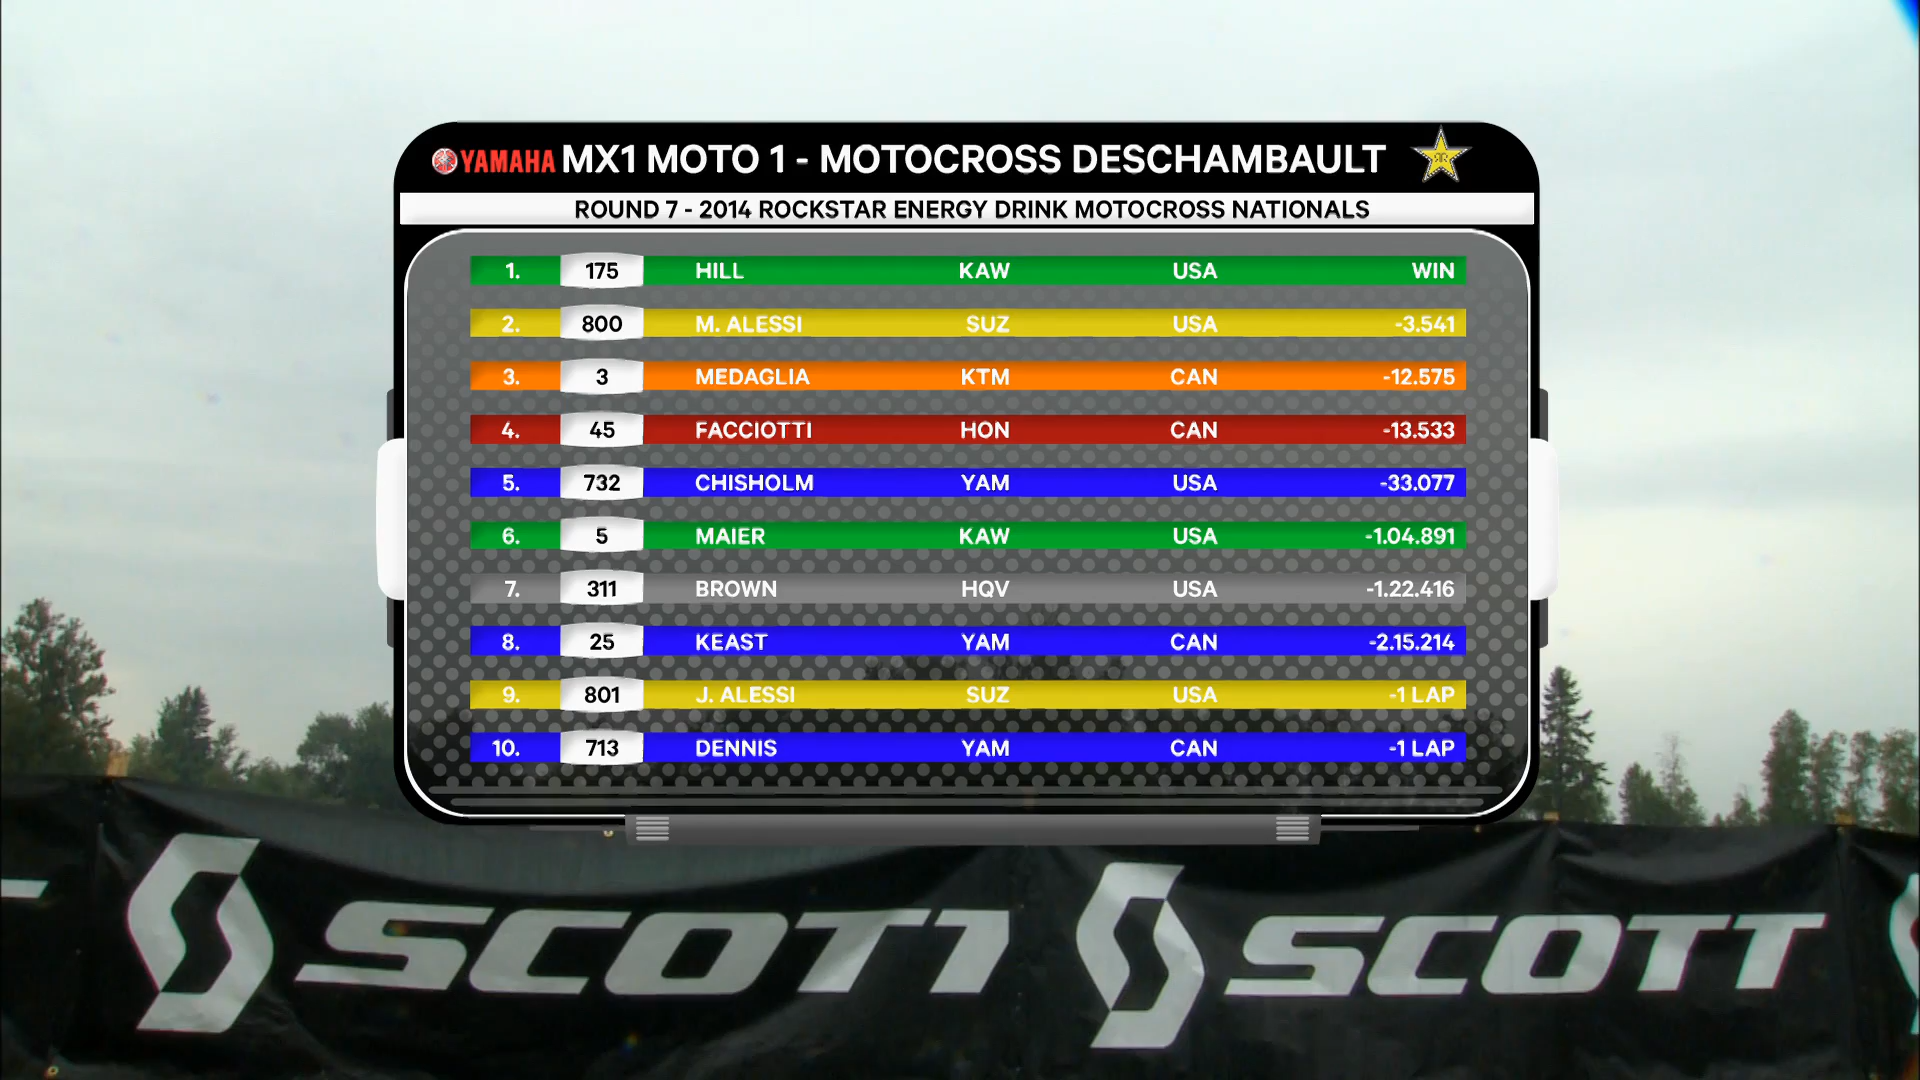 YAMAHA MX1 MOTO 1 - MOTOCROSS DESCHAMBAULT
ROUND 7 - 2014 ROCKSTAR ENERGY DRINK MOTOCROSS NATIONALS
1. 175 HILL KAW USA WIN
2. 800 M. ALESSI SUZ USA -3.541
3. 3 MEDAGLIA KTM CAN -12.575
4. 45 FACCIOTTI HON CAN -13.533
5. 732 CHISHOLM YAM USA -33.077
6. 5 MAIER KAW USA -1.04.891
7. 311 BROWN HQV USA -1.22.416
8. 25 KEAST YAM CAN -2.15.214
9. 801 J. ALESSI SUZ USA -1 LAP
10. 713 DENNIS YAM CAN -1 LAP
SCOTT SCOTT